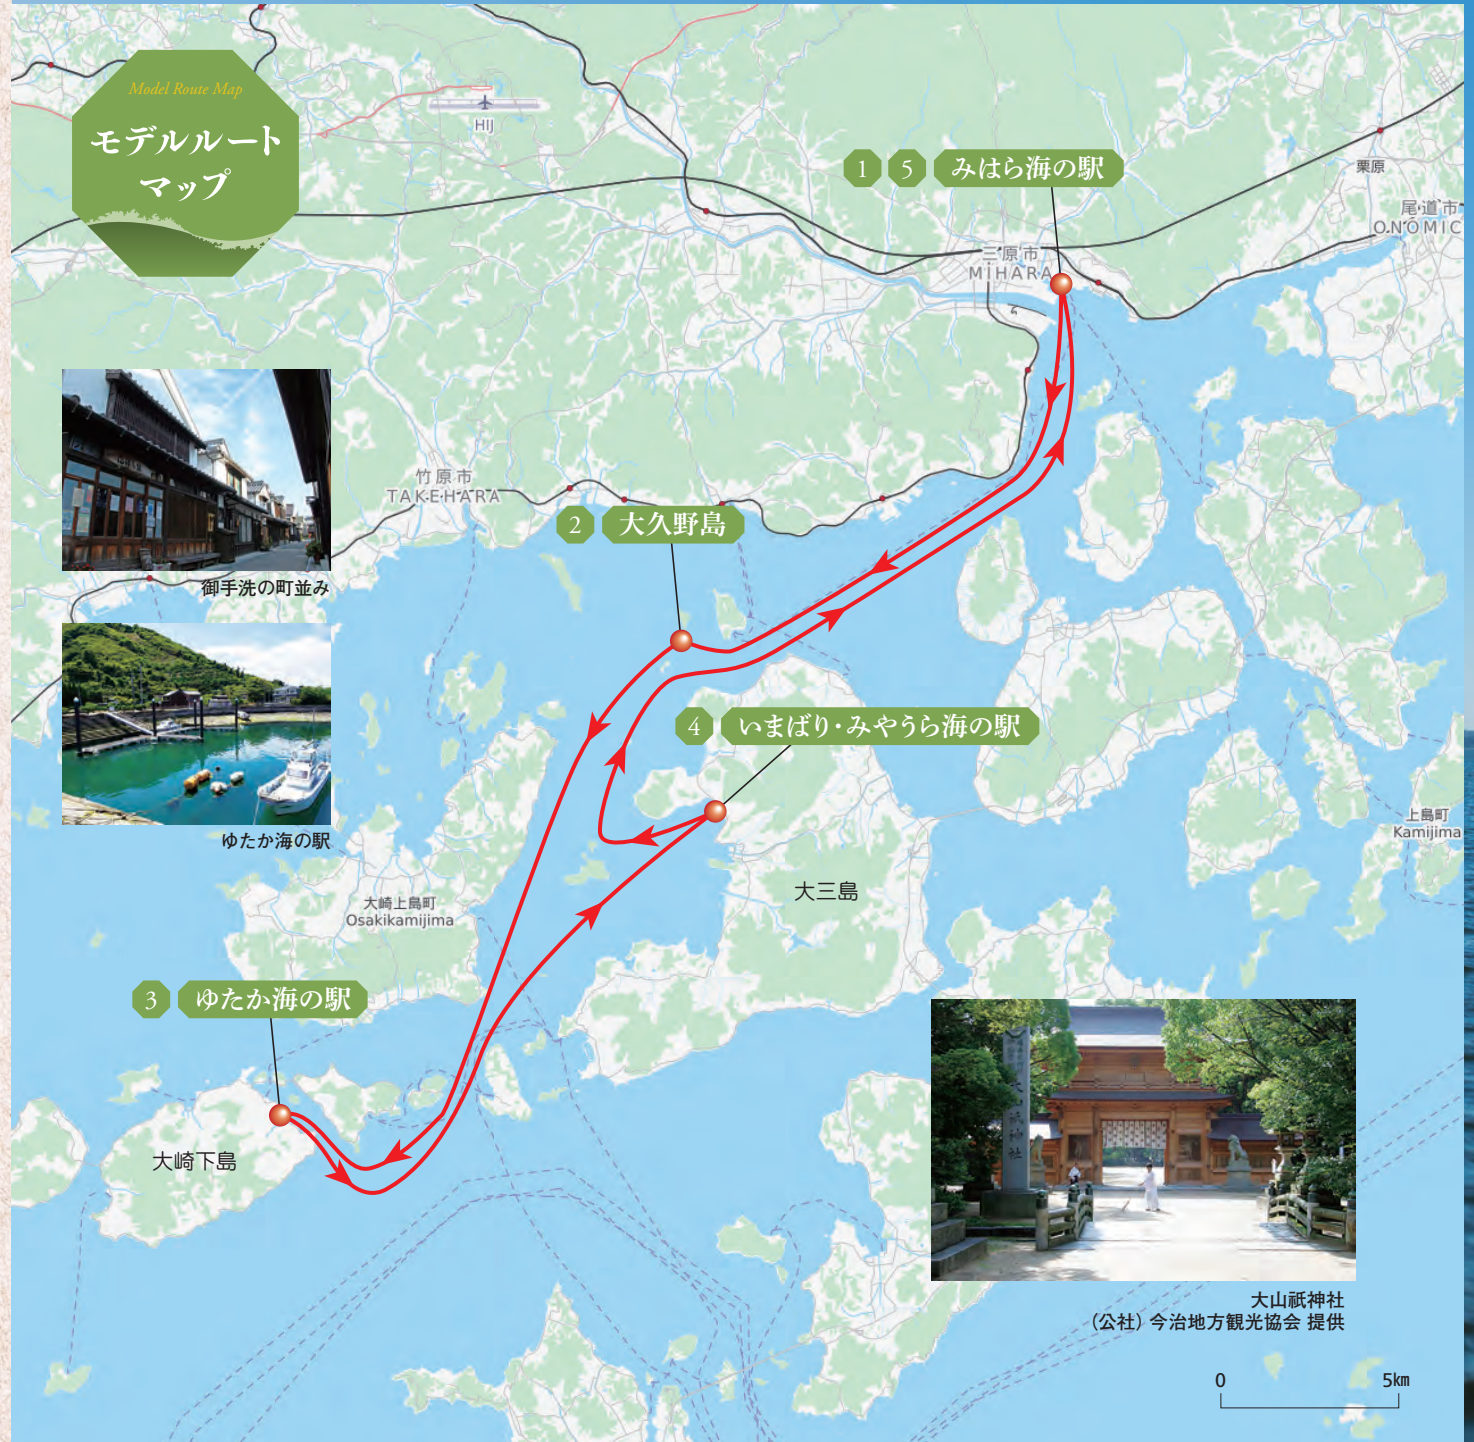 Model Route Map
モデルルート
マップ
HIJ
1 5 みはら海の駅
栗原
尾道市
ONOMIC
三原市
MIHARA
竹原市
TAKEHARA
2 大久野島
御手洗の町並み
4 いまばり・みやうら海の駅
ゆたか海の駅
上島町
Kamijima
大三島
大崎上島町
Osakikamijima
3 ゆたか海の駅
大崎下島
大山祇神社
(公社) 今治地方観光協会 提供
0 5km